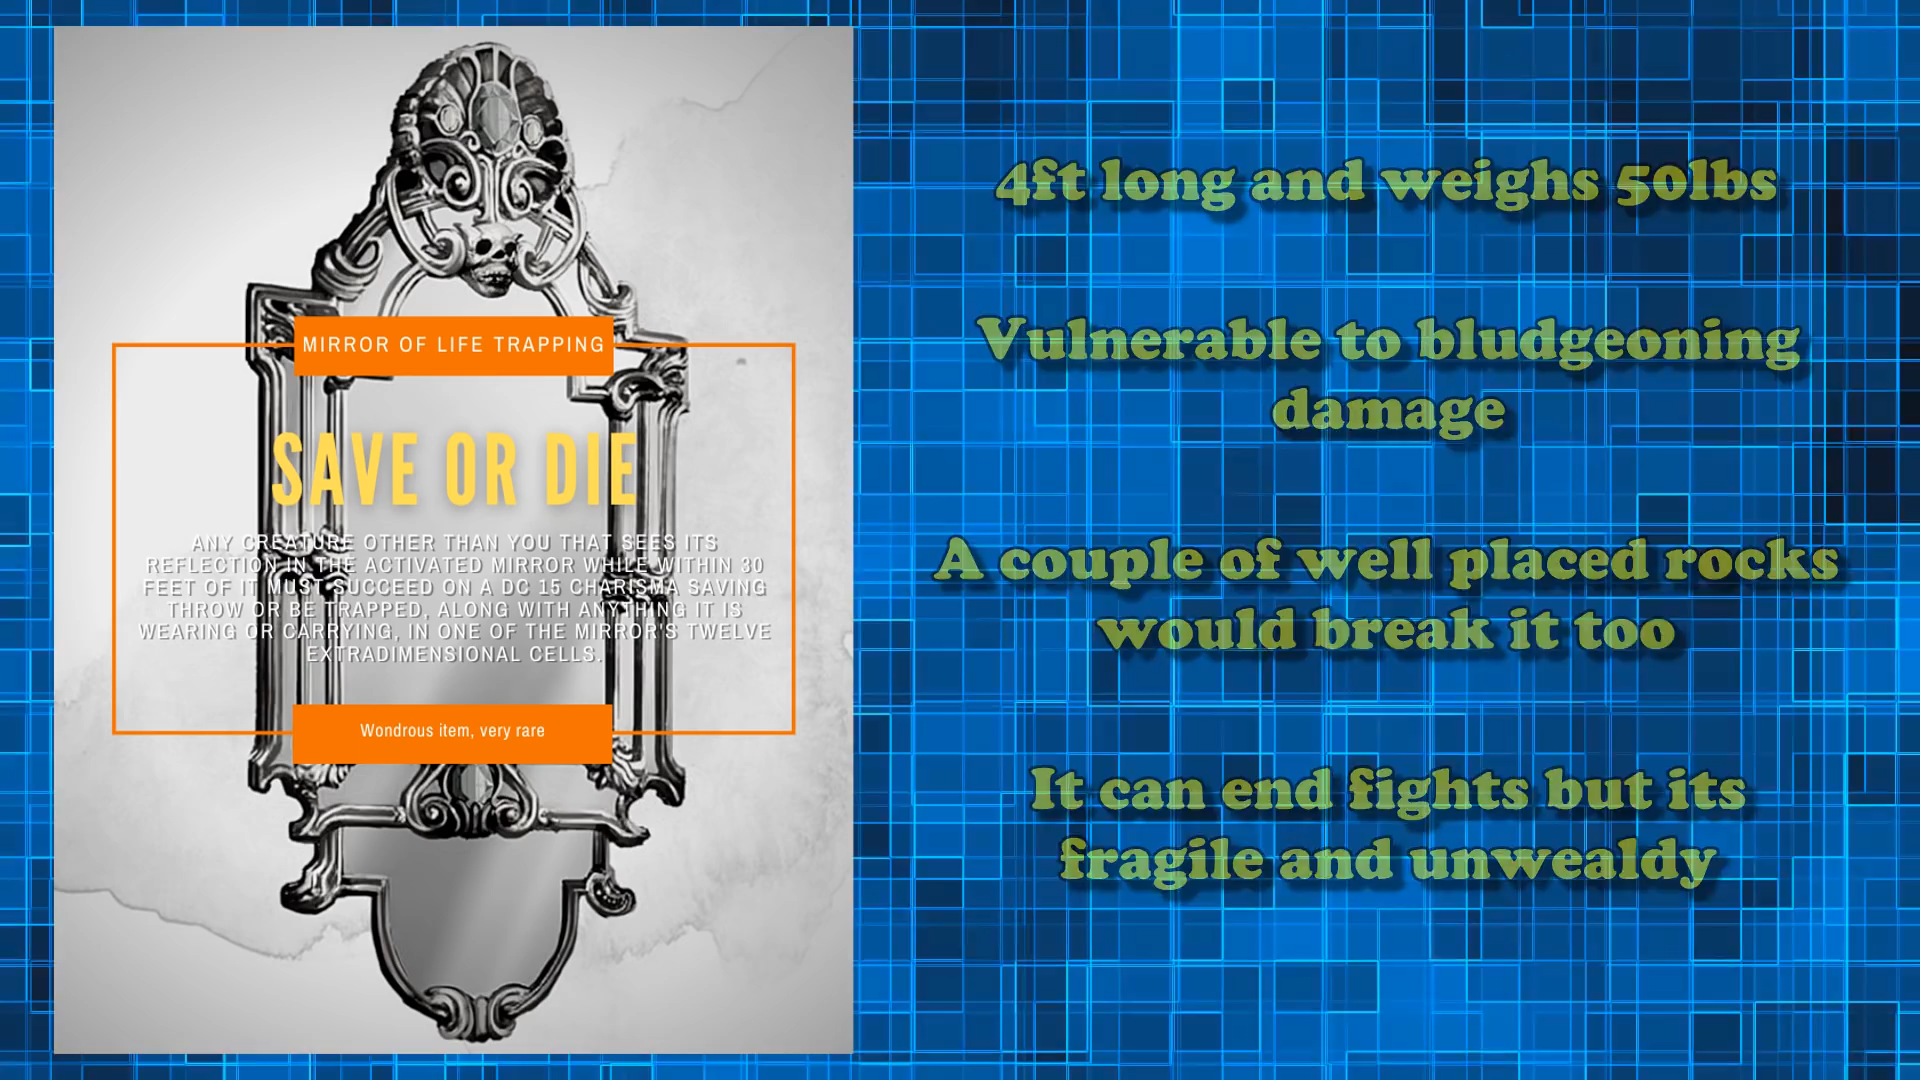 MIRROR OF LIFE TRAPPING
SAVE OR DIE
ANY CREATURE OTHER THAN YOU THAT SEES ITS
REFLECTION IN THE ACTIVATED MIRROR WHILE WITHIN 30
FEET OF IT MUST SUCCEED ON A DC 15 CHARISMA SAVING
THROW OR BE TRAPPED, ALONG WITH ANYTHING IT IS
WEARING OR CARRYING, IN ONE OF THE MIRROR'S TWELVE
EXTRADIMENSIONAL CELLS.
Wondrous item, very rare
4ft long and weighs 50lbs
Vulnerable to bludgeoning
damage
A couple of well placed rocks
would break it too
It can end fights but its
fragile and unwealdy